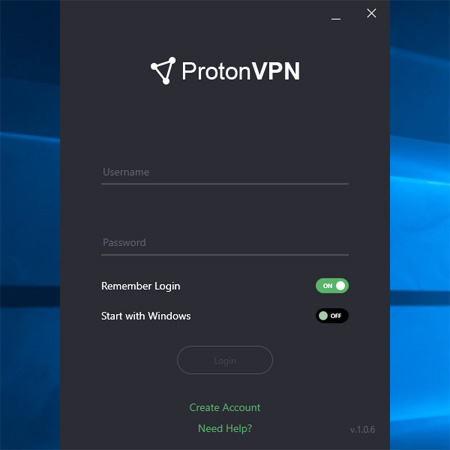 ProtonVPN
Username
Password
Remember Login
ON
Start with Windows
OFF
Login
Create Account
Need Help?
v.1.0.6